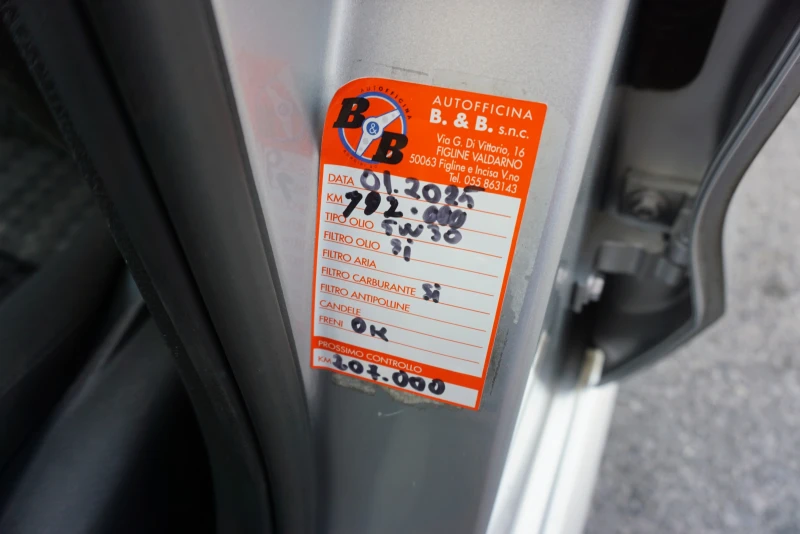 AUTOFFICINA
B&B
AUTOFFICINA
B. & B. s.n.c.
Via G. Di Vittorio, 16
FIGLINE VALDARNO
50063 Figline e Incisa V.no
Tel. 055 863143
DATA 01.2025
KM 192.000
TIPO OLIO 5W30
FILTRO OLIO si
FILTRO ARIA
FILTRO CARBURANTE si
FILTRO ANTIPOLLINE
CANDELE
FRENI OK
PROSSIMO CONTROLLO
KM 207.000